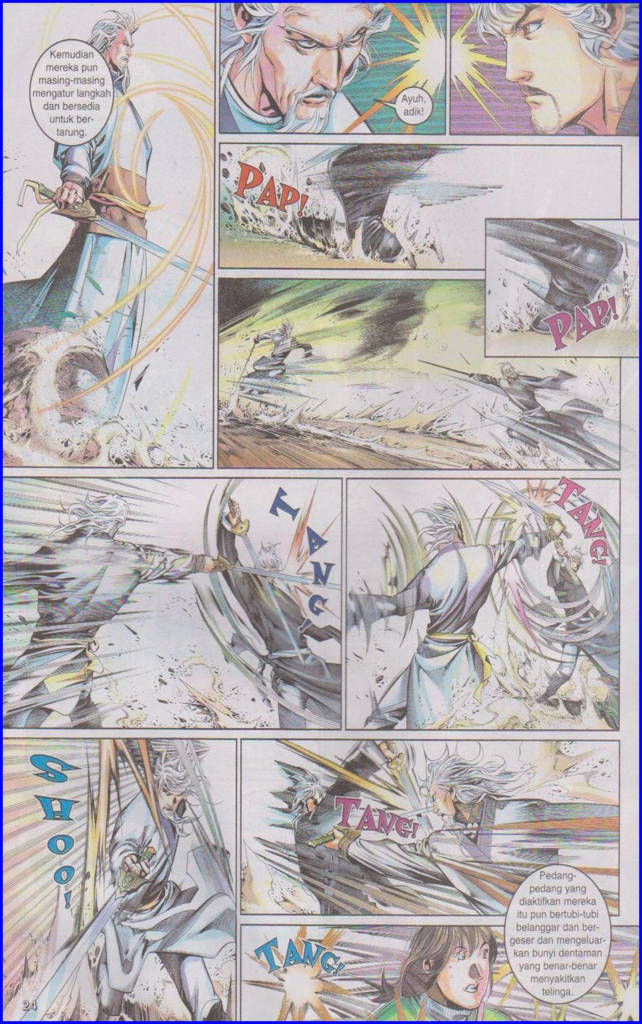 Kemudian
mereka pun
masing-masing
mengatur langkah
dan bersedia
untuk ber-
tarung.
Ayuh,
adik!
PAP!
PAP!
TANG!
TANG!
SHOO!
TANG!
Pedang-
pedang yang
diaktifkan mereka
itu pun bertubi-tubi
belanggar dan ber-
geser dan mengeluar-
kan bunyi dentaman
yang benar-benar
menyakitkan
telinga.
TANG!
24